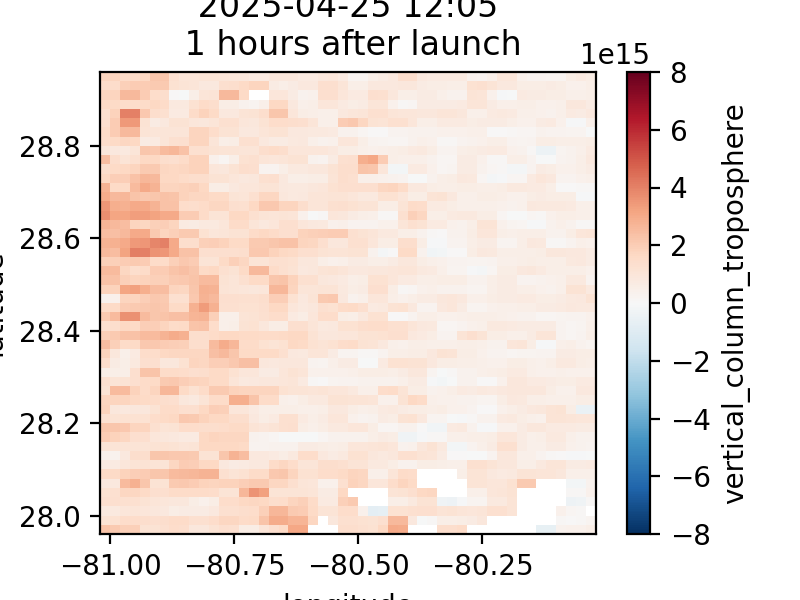 2025-04-25 12:05
1 hours after launch
1e15
8
6
4
2
0
−2
−4
−6
−8
vertical_column_troposphere
28.8
28.6
28.4
28.2
28.0
latitude
−81.00 −80.75 −80.50 −80.25
longitude